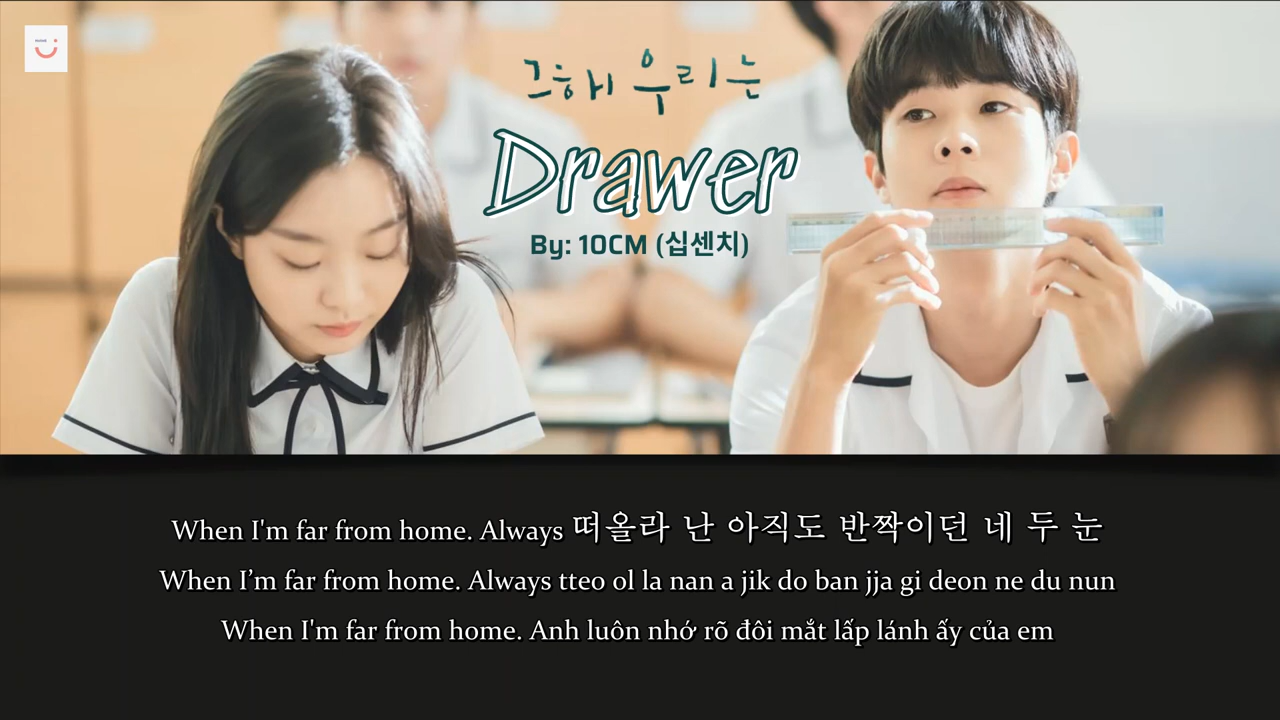 그해 우리는
Drawer
By: 10CM (십센치)
When I'm far from home. Always 떠올라 난 아직도 반짝이던 네 두 눈
When I’m far from home. Always tteo ol la nan a jik do ban jja gi deon ne du nun
When I'm far from home. Anh luôn nhớ rõ đôi mắt lấp lánh ấy của em